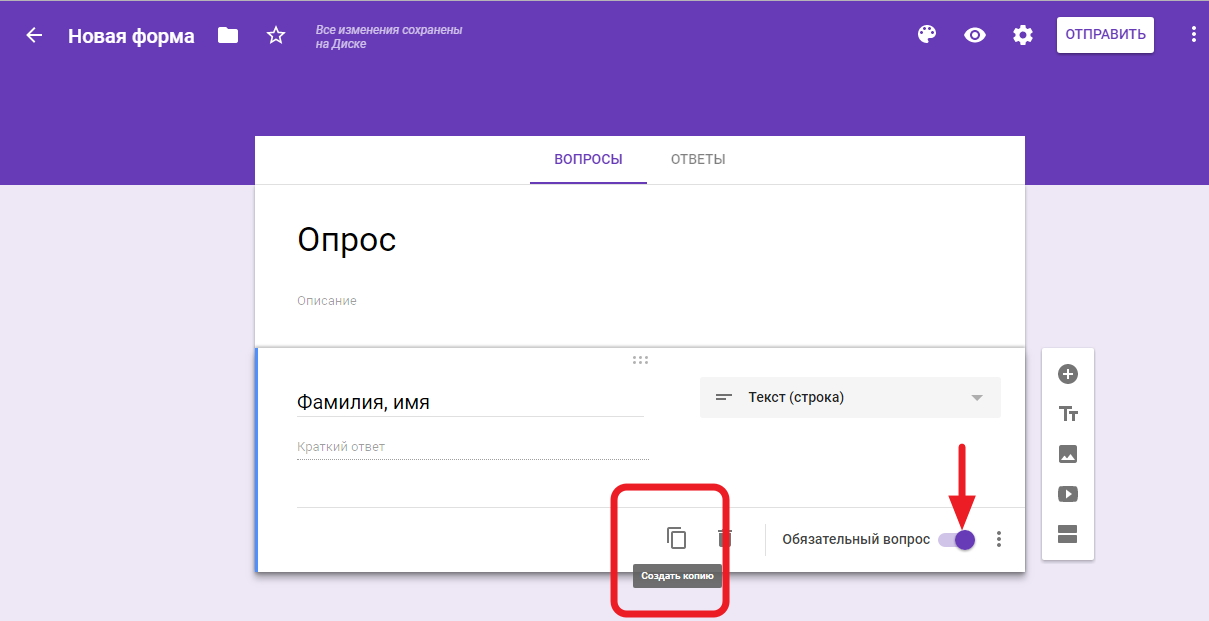 Новая форма
Все изменения сохранены
на Диске
ОТПРАВИТЬ
ВОПРОСЫ
ОТВЕТЫ
Опрос
Описание
Фамилия, имя
Текст (строка)
Краткий ответ
Обязательный вопрос
Создать копию
Tт